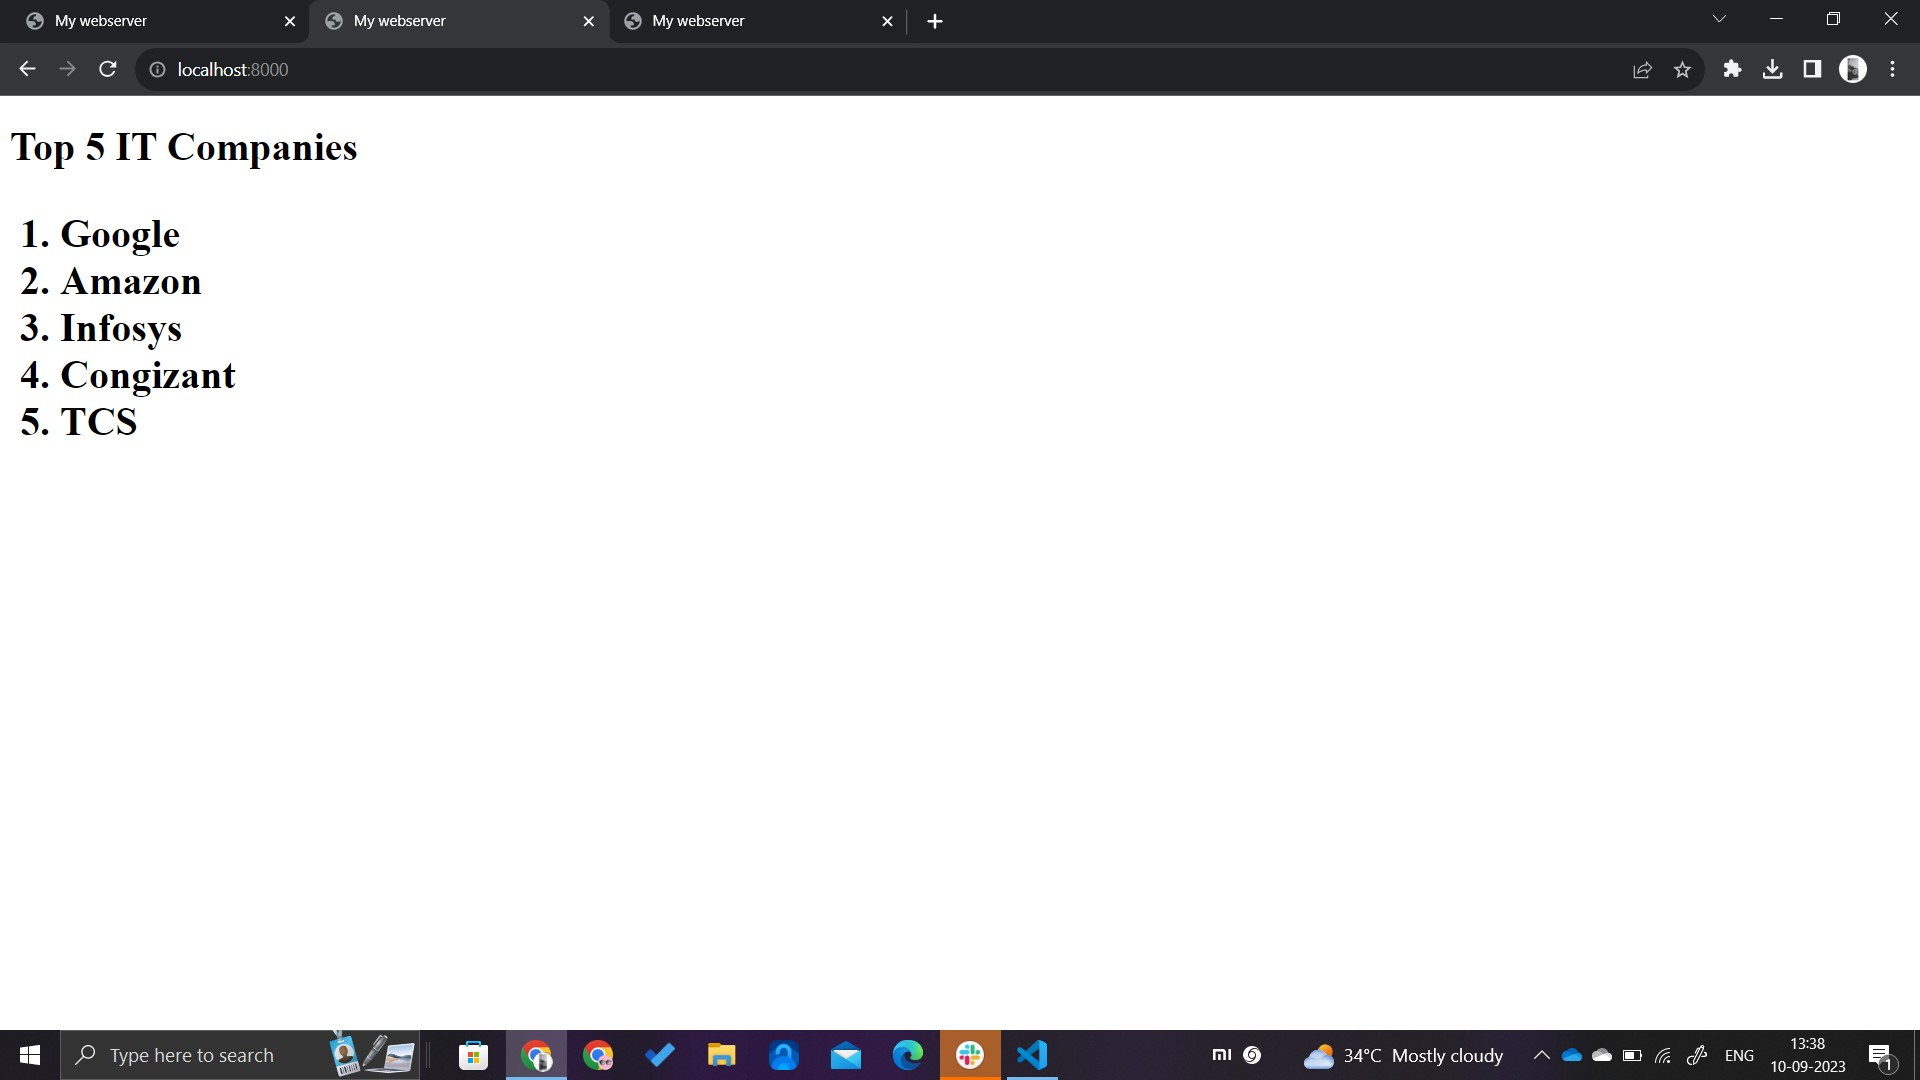 My webserver
My webserver
My webserver
localhost:8000
Top 5 IT Companies
1. Google
2. Amazon
3. Infosys
4. Congizant
5. TCS
Type here to search
34°C Mostly cloudy
ENG
13:38
10-09-2023
1